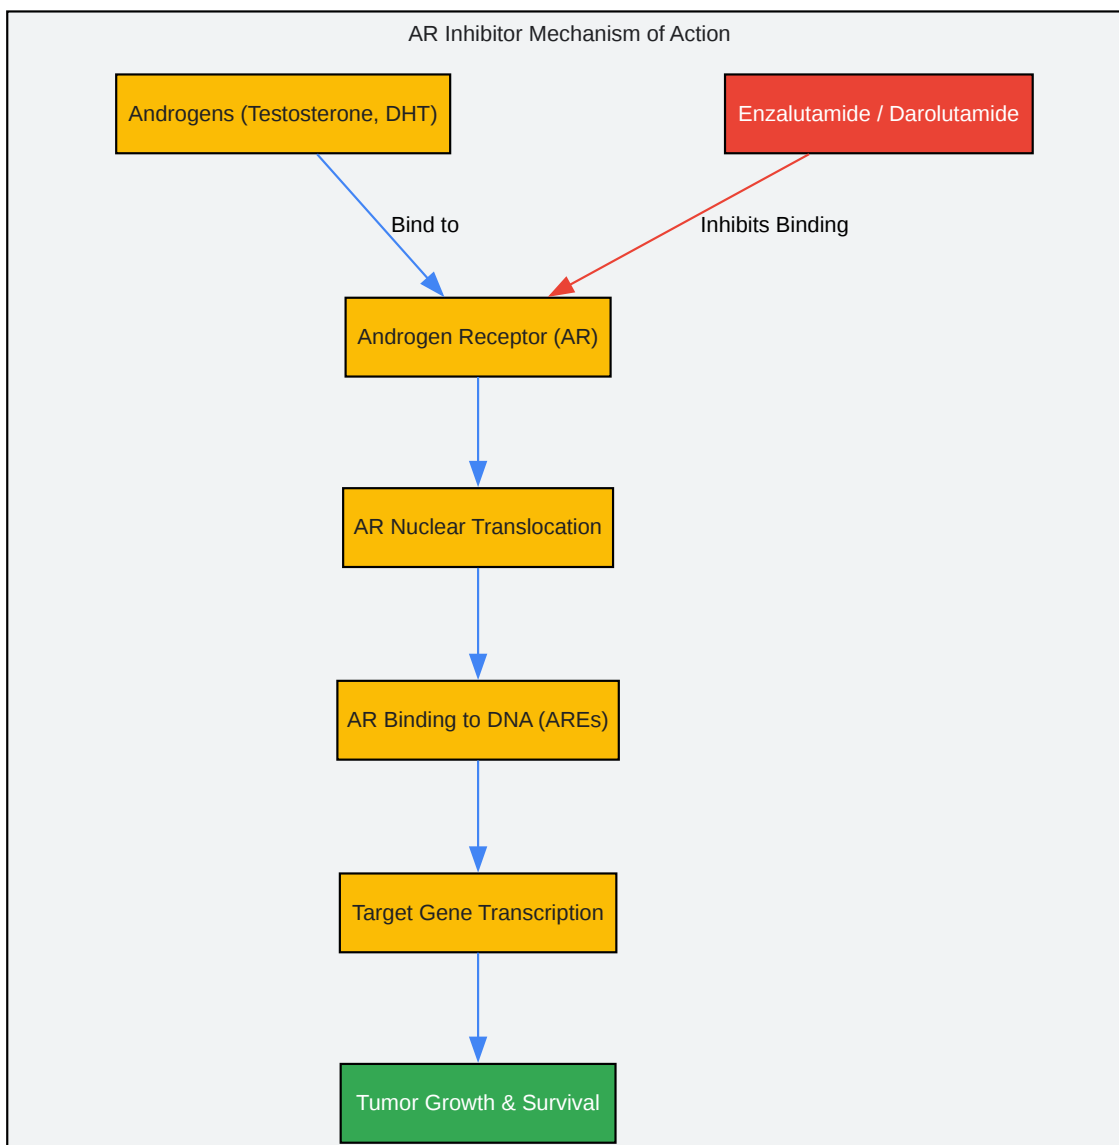 AR Inhibitor Mechanism of Action
Androgens (Testosterone, DHT)
Enzalutamide / Darolutamide
Bind to
Inhibits Binding
Androgen Receptor (AR)
AR Nuclear Translocation
AR Binding to DNA (AREs)
Target Gene Transcription
Tumor Growth & Survival